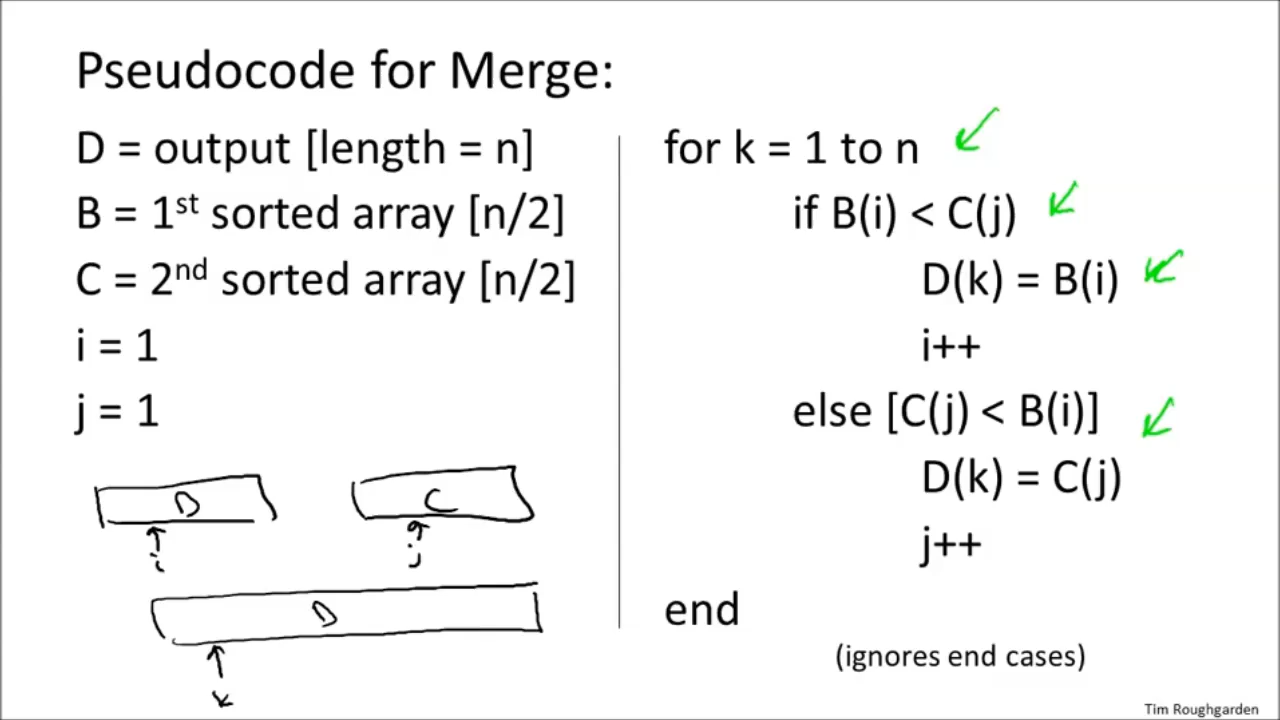 Pseudocode for Merge:
D = output [length = n]
B = 1st sorted array [n/2]
C = 2nd sorted array [n/2]
i = 1
j = 1
B
C
i
j
D
k
for k = 1 to n
if B(i) < C(j)
D(k) = B(i)
i++
else [C(j) < B(i)]
D(k) = C(j)
j++
end
(ignores end cases)
Tim Roughgarden